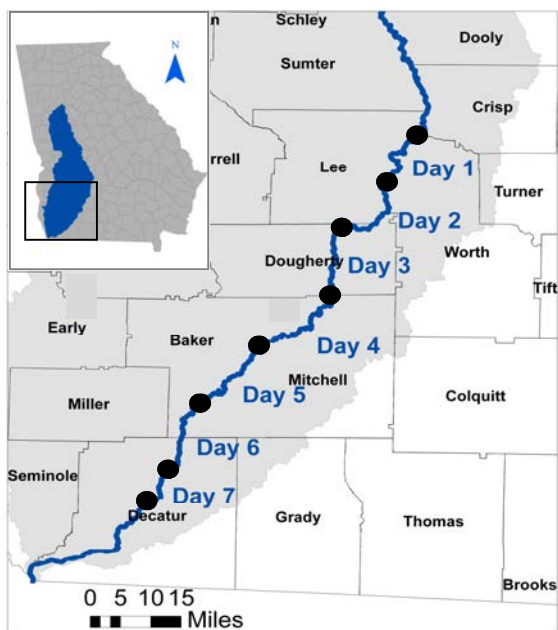 n
Schley
Dooly
N
Sumter
Crisp
rrell
Lee
Day 1
Turner
Day 2
Worth
Dougherty
Day 3
Tift
Early
Baker
Day 4
Mitchell
Colquitt
Miller
Day 5
Day 6
Seminole
Day 7
Decatur
Grady
Thomas
Brooks
0 5 10 15
Miles